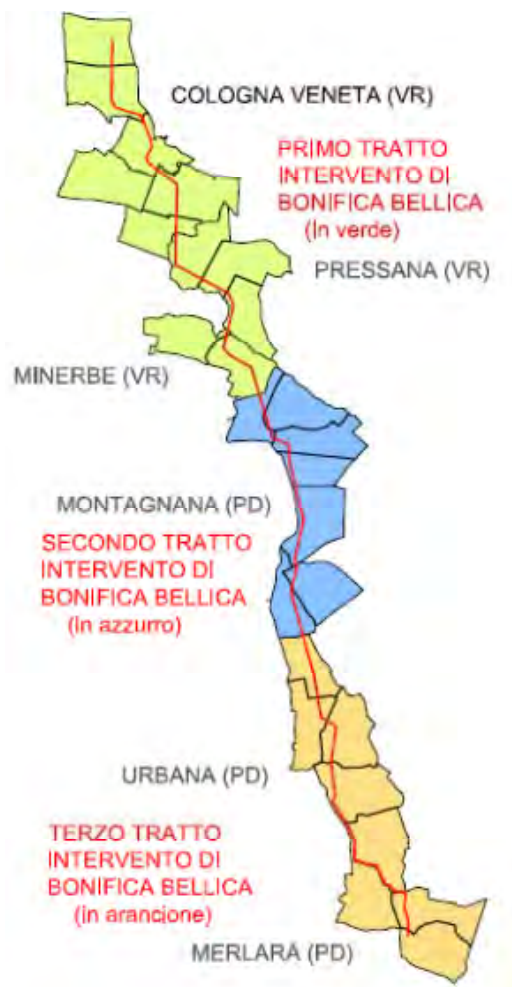 COLOGNA VENETA (VR)
PRIMO TRATTO
INTERVENTO DI
BONIFICA BELLICA
(in verde)
PRESSANA (VR)
MINERBE (VR)
MONTAGNANA (PD)
SECONDO TRATTO
INTERVENTO DI
BONIFICA BELLICA
(in azzurro)
URBANA (PD)
TERZO TRATTO
INTERVENTO DI
BONIFICA BELLICA
(in arancione)
MERLARA (PD)